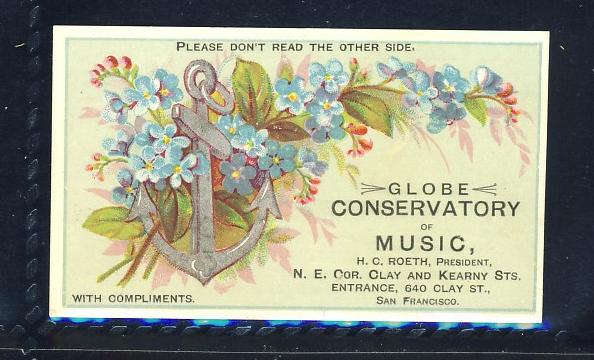 PLEASE DON'T READ THE OTHER SIDE.
GLOBE
CONSERVATORY
OF
MUSIC,
H. C. ROETH, PRESIDENT,
N. E. COR. CLAY AND KEARNY STS.
ENTRANCE, 640 CLAY ST.,
SAN FRANCISCO.
WITH COMPLIMENTS.